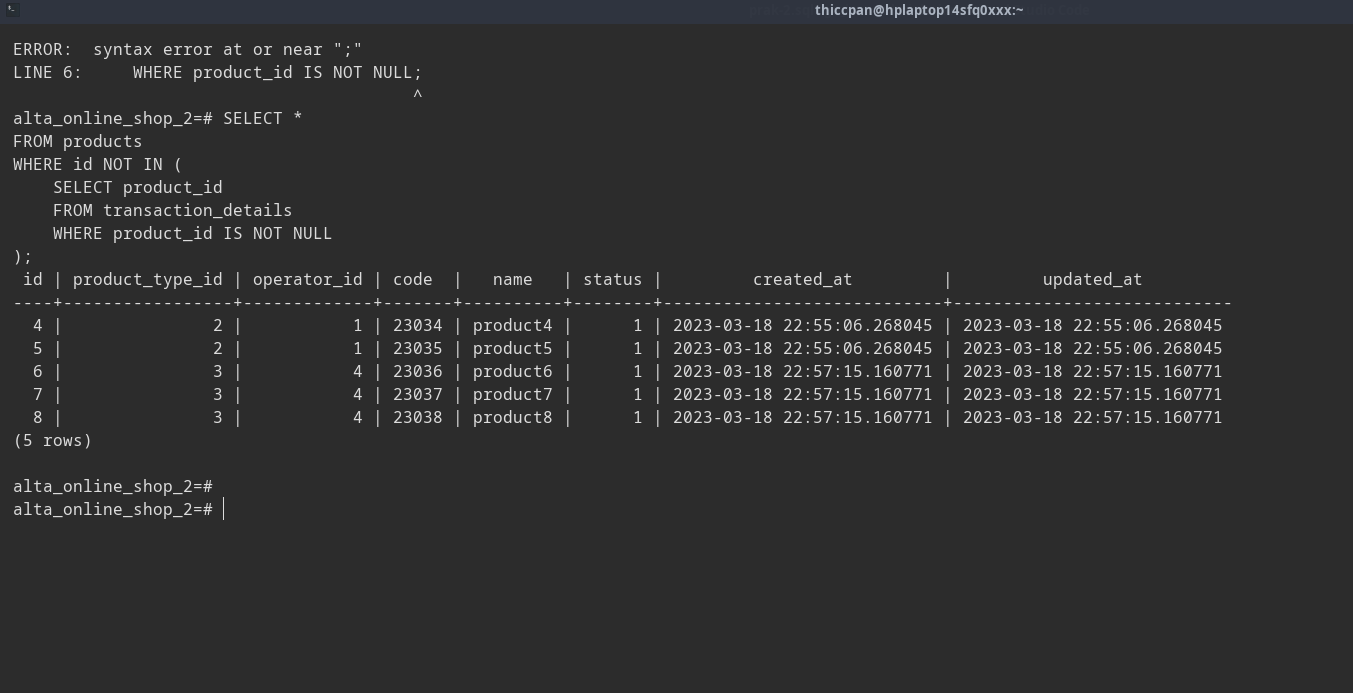 thiccpan@hplaptop14sfq0xxx:~
ERROR:  syntax error at or near ";"
LINE 6:     WHERE product_id IS NOT NULL;
                                        ^
alta_online_shop_2=# SELECT *
FROM products
WHERE id NOT IN (
    SELECT product_id
    FROM transaction_details
    WHERE product_id IS NOT NULL
);
 id | product_type_id | operator_id | code  |   name   | status |         created_at         |         updated_at
----+-----------------+-------------+-------+----------+--------+----------------------------+----------------------------
  4 |               2 |           1 | 23034 | product4 |      1 | 2023-03-18 22:55:06.268045 | 2023-03-18 22:55:06.268045
  5 |               2 |           1 | 23035 | product5 |      1 | 2023-03-18 22:55:06.268045 | 2023-03-18 22:55:06.268045
  6 |               3 |           4 | 23036 | product6 |      1 | 2023-03-18 22:57:15.160771 | 2023-03-18 22:57:15.160771
  7 |               3 |           4 | 23037 | product7 |      1 | 2023-03-18 22:57:15.160771 | 2023-03-18 22:57:15.160771
  8 |               3 |           4 | 23038 | product8 |      1 | 2023-03-18 22:57:15.160771 | 2023-03-18 22:57:15.160771
(5 rows)

alta_online_shop_2=#
alta_online_shop_2=#